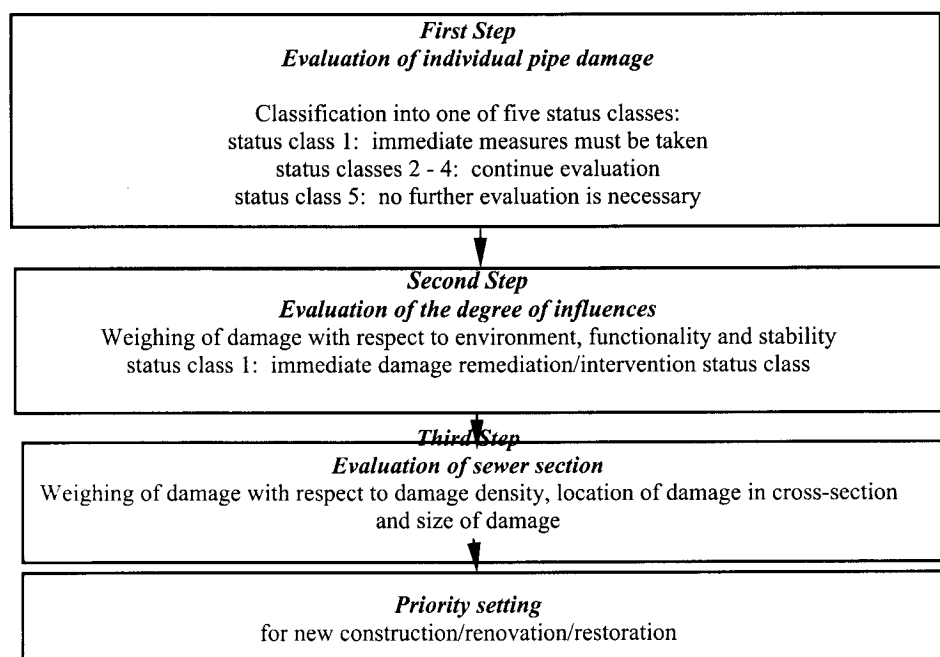 First Step
Evaluation of individual pipe damage
Classification into one of five status classes:
status class 1: immediate measures must be taken
status classes 2 - 4: continue evaluation
status class 5: no further evaluation is necessary
Second Step
Evaluation of the degree of influences
Weighing of damage with respect to environment, functionality and stability
status class 1: immediate damage remediation/intervention status class
Third Step
Evaluation of sewer section
Weighing of damage with respect to damage density, location of damage in cross-section
and size of damage
Priority setting
for new construction/renovation/restoration